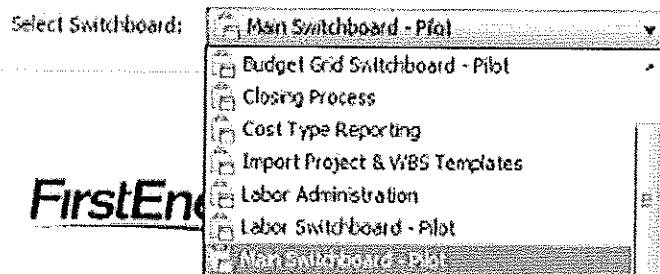 Select Switchboard: Main Switchboard - Pilot
Budget Grid Switchboard - Pilot
Closing Process
Cost Type Reporting
Import Project & WBS Templates
Labor Administration
FirstEne
Labor Switchboard - Pilot
Main Switchboard - Pilot